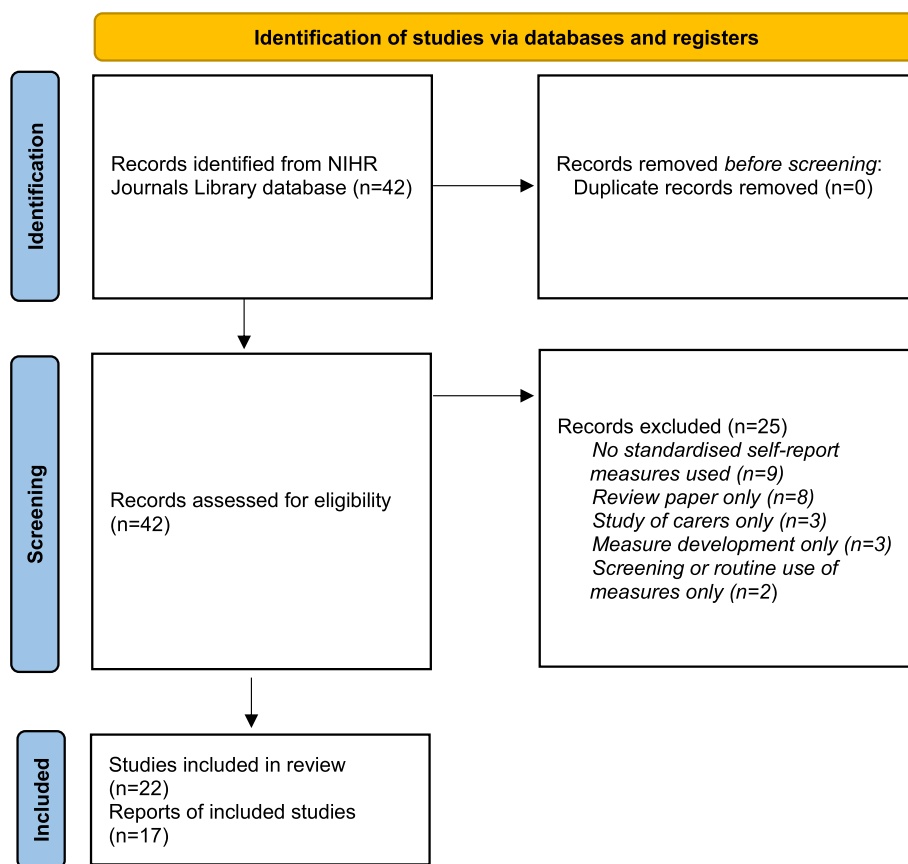 Identification of studies via databases and registers
Identification
Records identified from NIHR
Journals Library database (n=42)
Records removed before screening:
Duplicate records removed (n=0)
Screening
Records assessed for eligibility
(n=42)
Records excluded (n=25)
No standardised self-report
measures used (n=9)
Review paper only (n=8)
Study of carers only (n=3)
Measure development only (n=3)
Screening or routine use of
measures only (n=2)
Included
Studies included in review
(n=22)
Reports of included studies
(n=17)